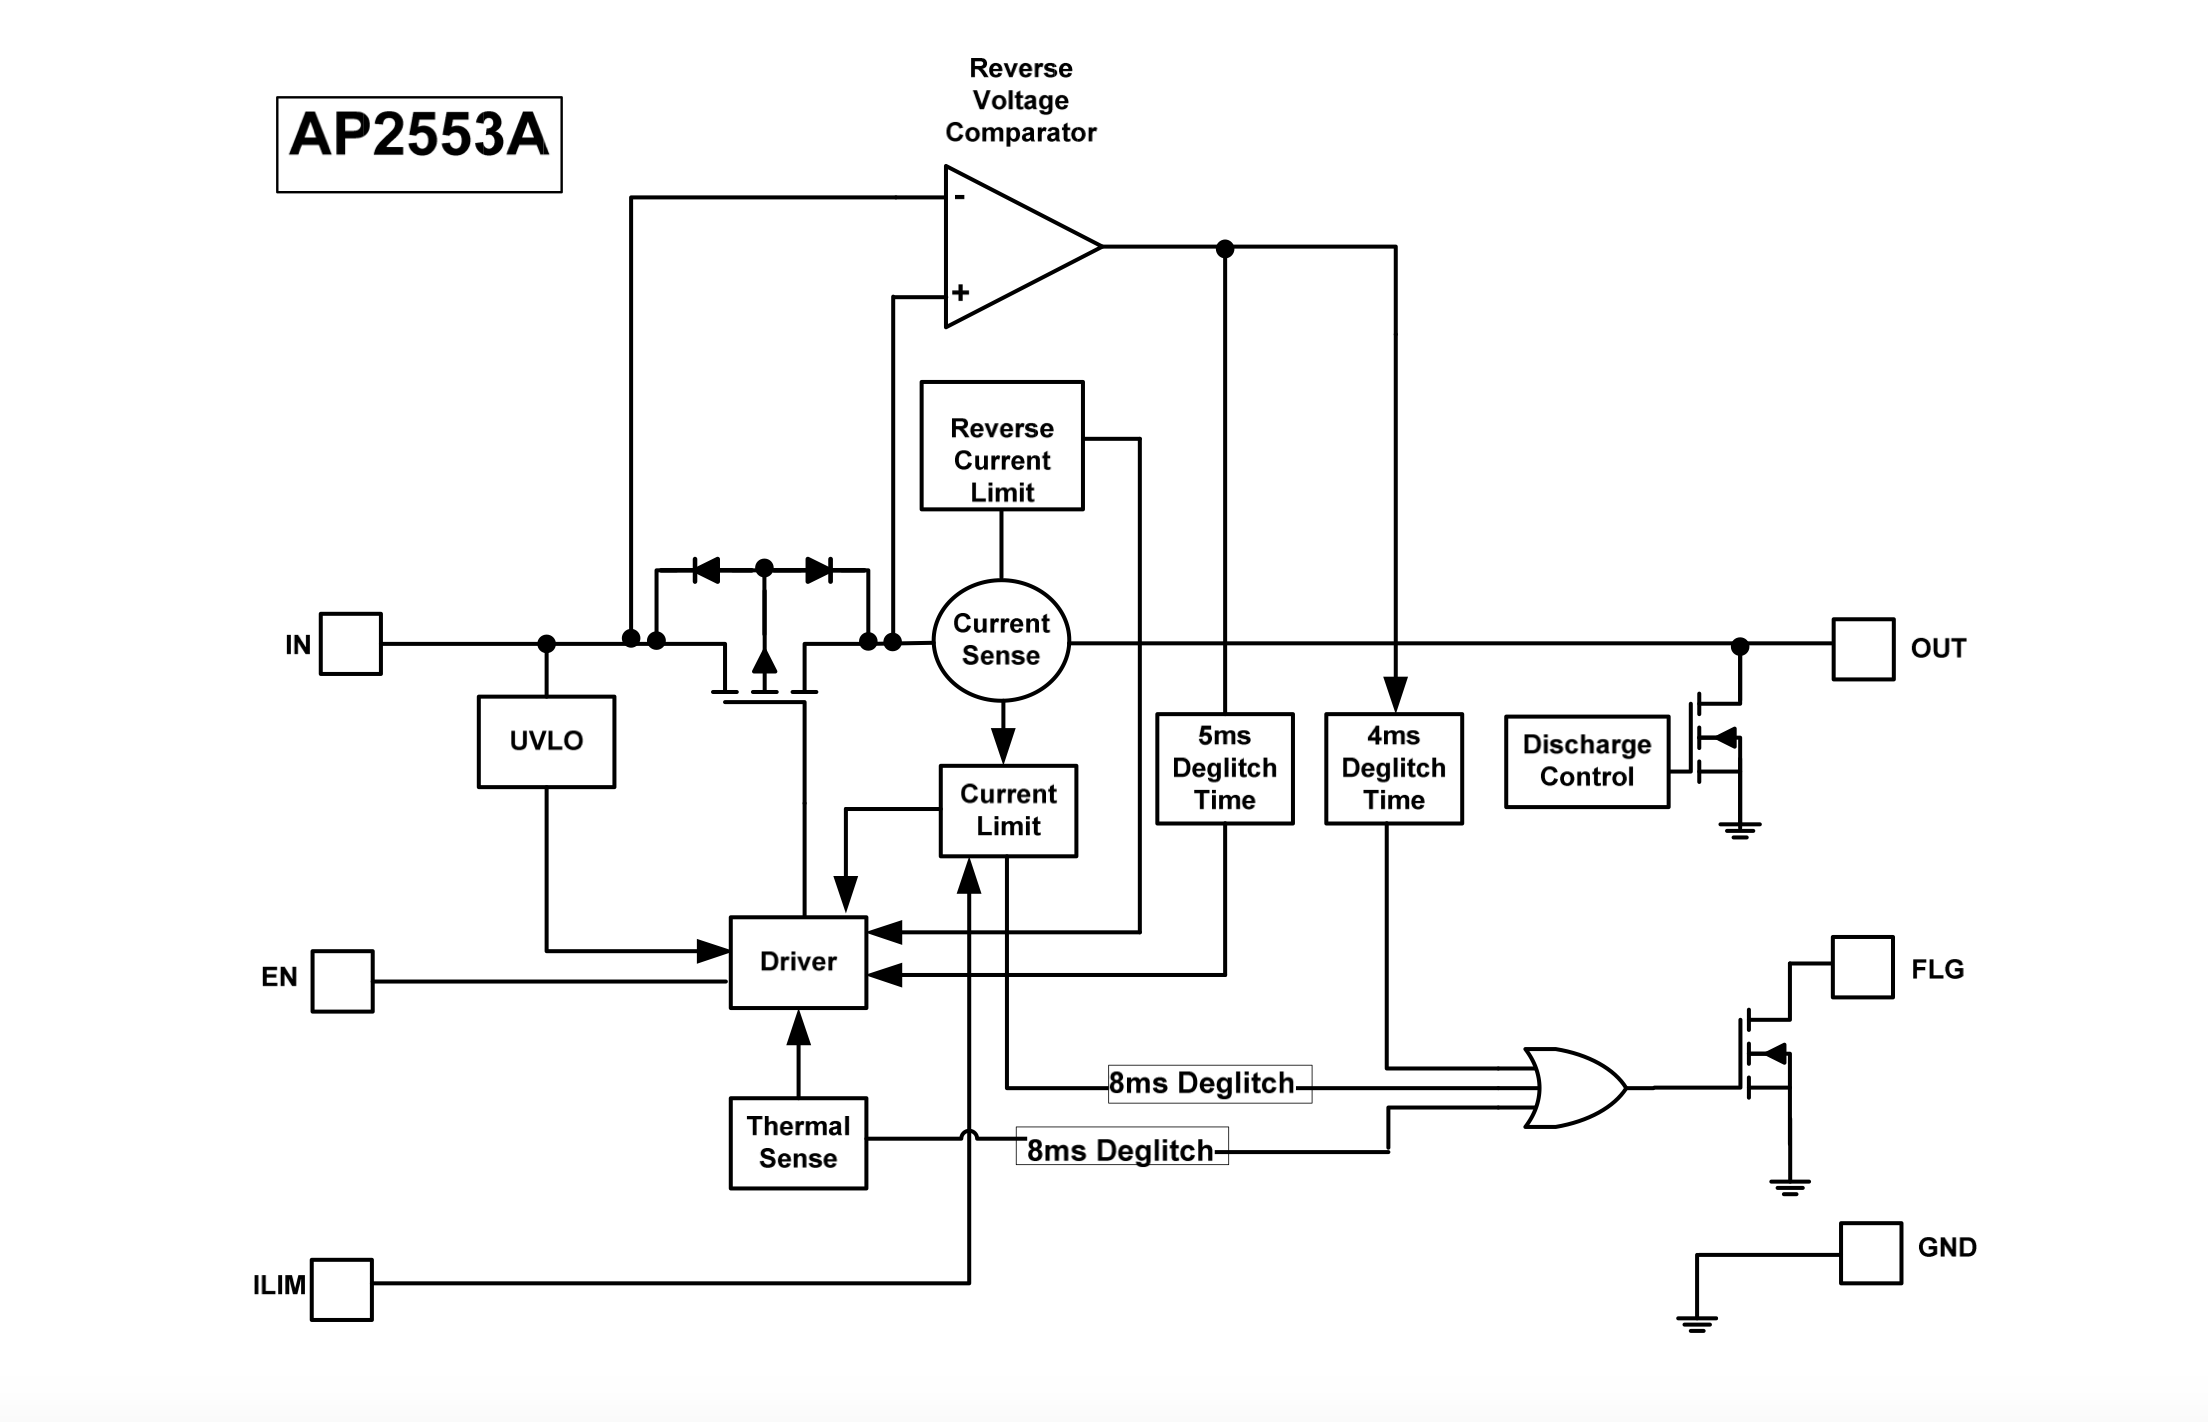 AP2553A
Reverse
Voltage
Comparator
-
+
Reverse
Current
Limit
IN
Current
Sense
OUT
UVLO
5ms
Deglitch
Time
4ms
Deglitch
Time
Discharge
Control
Current
Limit
EN
Driver
FLG
8ms Deglitch
Thermal
Sense
8ms Deglitch
ILIM
GND